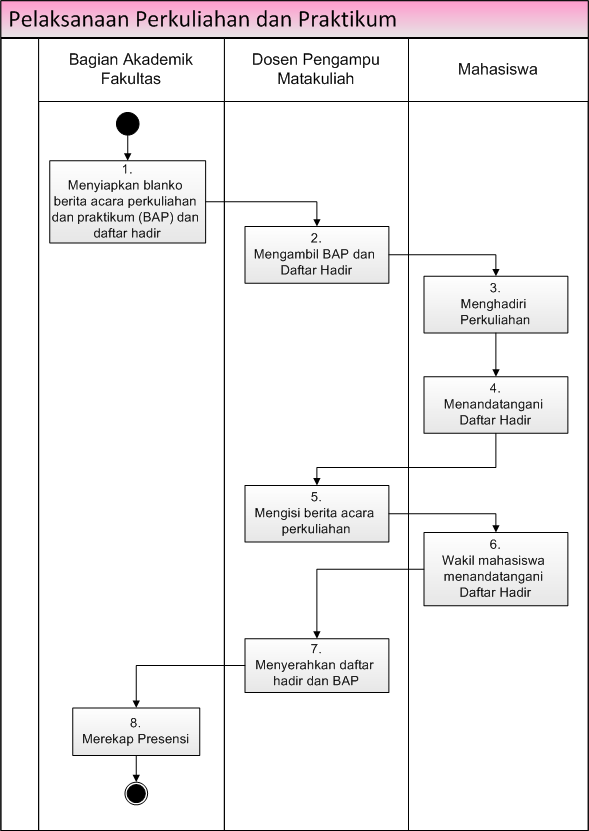 Pelaksanaan Perkuliahan dan Praktikum
Bagian Akademik
Fakultas
Dosen Pengampu
Matakuliah
Mahasiswa
1.
Menyiapkan blanko
berita acara perkuliahan
dan praktikum (BAP) dan
daftar hadir
2.
Mengambil BAP dan
Daftar Hadir
3.
Menghadiri
Perkuliahan
4.
Menandatangani
Daftar Hadir
5.
Mengisi berita acara
perkuliahan
6.
Wakil mahasiswa
menandatangani
Daftar Hadir
7.
Menyerahkan daftar
hadir dan BAP
8.
Merekap Presensi